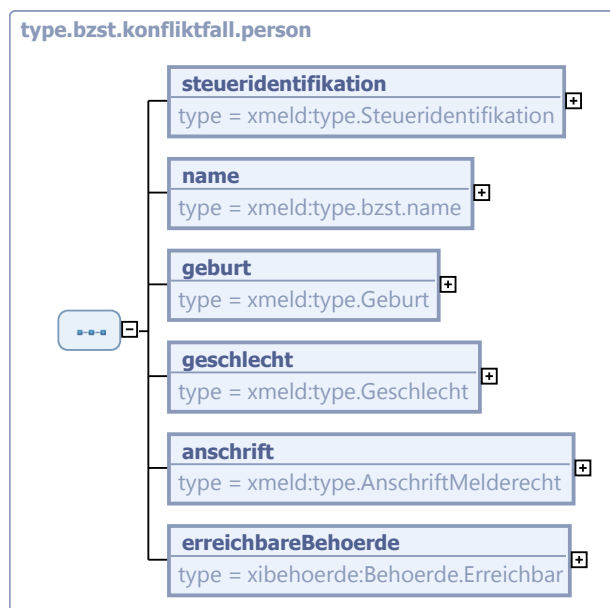 type.bzst.konfliktfall.person
steueridentifikation
type = xmeld:type.Steueridentifikation
name
type = xmeld:type.bzst.name
geburt
type = xmeld:type.Geburt
geschlecht
type = xmeld:type.Geschlecht
anschrift
type = xmeld:type.AnschriftMelderecht
erreichbareBehoerde
type = xibehoerde:Behoerde.Erreichbar